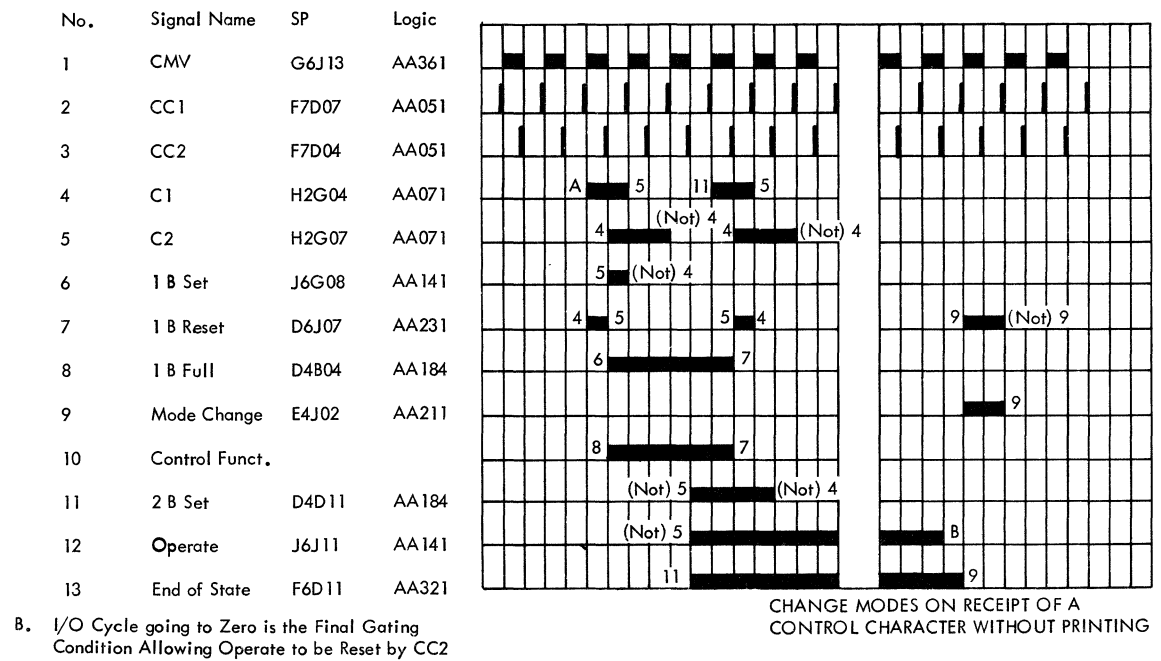 No. Signal Name SP Logic
1 CMV G6J13 AA361
2 CC1 F7D07 AA051
3 CC2 F7D04 AA051
4 C1 H2G04 AA071 A 5 11 5
5 C2 H2G07 AA071 4 (Not) 4 4 (Not) 4
6 1 B Set J6G08 AA141 5 (Not) 4
7 1 B Reset D6J07 AA231 4 5 5 4 9 (Not) 9
8 1 B Full D4B04 AA184 6 7
9 Mode Change E4J02 AA211 9
10 Control Funct. 8 7
11 2 B Set D4D11 AA184 (Not) 5 (Not) 4
12 Operate J6J11 AA141 (Not) 5 B
13 End of State F6D11 AA321 11 9
B. I/O Cycle going to Zero is the Final Gating
Condition Allowing Operate to be Reset by CC2
CHANGE MODES ON RECEIPT OF A
CONTROL CHARACTER WITHOUT PRINTING